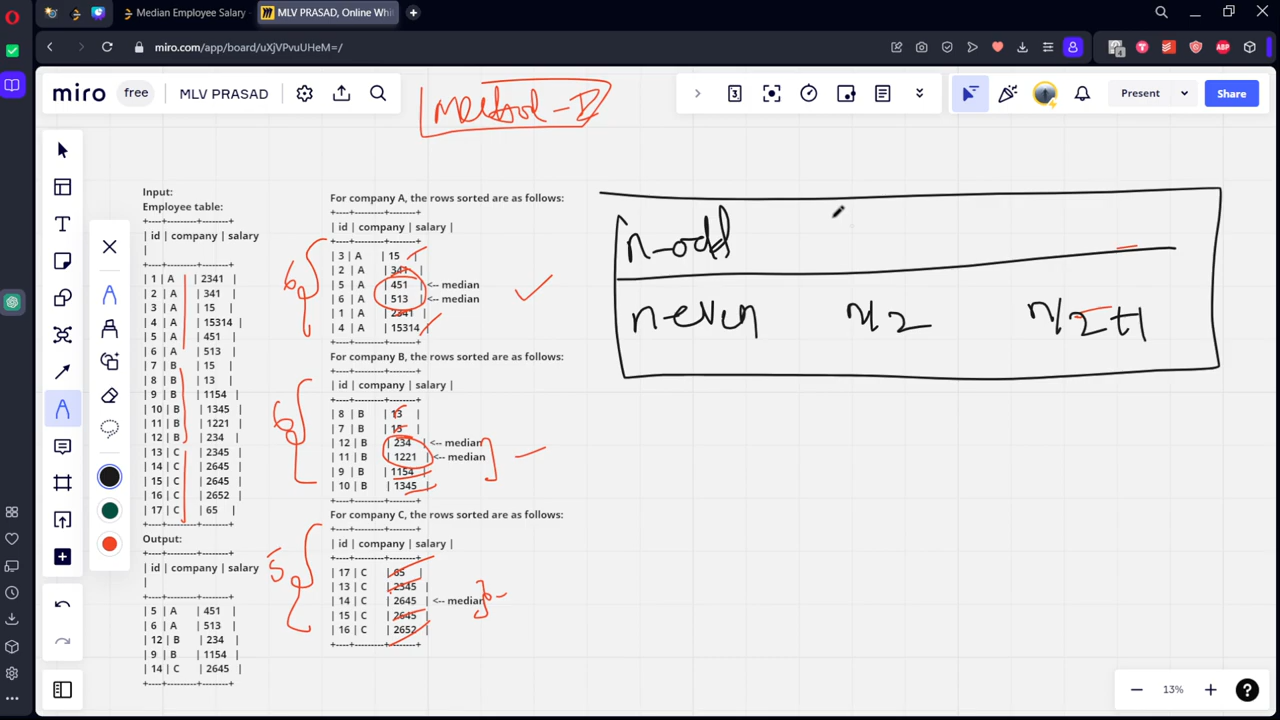 Median Employee Salary
MLV PRASAD, Online Whit
miro.com/app/board/uXjVPvuUHeM=/
miro free MLV PRASAD
Present
Share
Input:
Employee table:
+----+---------+--------+
| id | company | salary
|
+----+---------+--------+
| 1 | A | 2341
| 2 | A | 341 |
| 3 | A | 15 |
| 4 | A | 15314 |
| 5 | A | 451 |
| 6 | A | 513 |
| 7 | B | 15 |
| 8 | B | 13 |
| 9 | B | 1154 |
| 10 | B | 1345 |
| 11 | B | 1221 |
| 12 | B | 234 |
| 13 | C | 2345 |
| 14 | C | 2645 |
| 15 | C | 2645 |
| 16 | C | 2652 |
| 17 | C | 65 |
+----+---------+--------+
Output:
+----+---------+--------+
| id | company | salary
|
+----+---------+--------+
| 5 | A | 451 |
| 6 | A | 513 |
| 12 | B | 234 |
| 9 | B | 1154 |
| 14 | C | 2645 |
+----+---------+--------+
For company A, the rows sorted are as follows:
+----+---------+--------+
| id | company | salary |
+----+---------+--------+
| 3 | A | 15 |
| 2 | A | 341 |
| 5 | A | 451 | <-- median
| 6 | A | 513 | <-- median
| 1 | A | 2341 |
| 4 | A | 15314 |
+----+---------+--------+
6
For company B, the rows sorted are as follows:
+----+---------+--------+
| id | company | salary |
+----+---------+--------+
| 8 | B | 13 |
| 7 | B | 15 |
| 12 | B | 234 | <-- median
| 11 | B | 1221 | <-- median
| 9 | B | 1154 |
| 10 | B | 1345 |
+----+---------+--------+
6
For company C, the rows sorted are as follows:
+----+---------+--------+
| id | company | salary |
+----+---------+--------+
| 17 | C | 65 |
| 13 | C | 2345 |
| 14 | C | 2645 | <-- median
| 15 | C | 2645 |
| 16 | C | 2652 |
+----+---------+--------+
5
n-odd
n-even n/2 n/2+1
13%